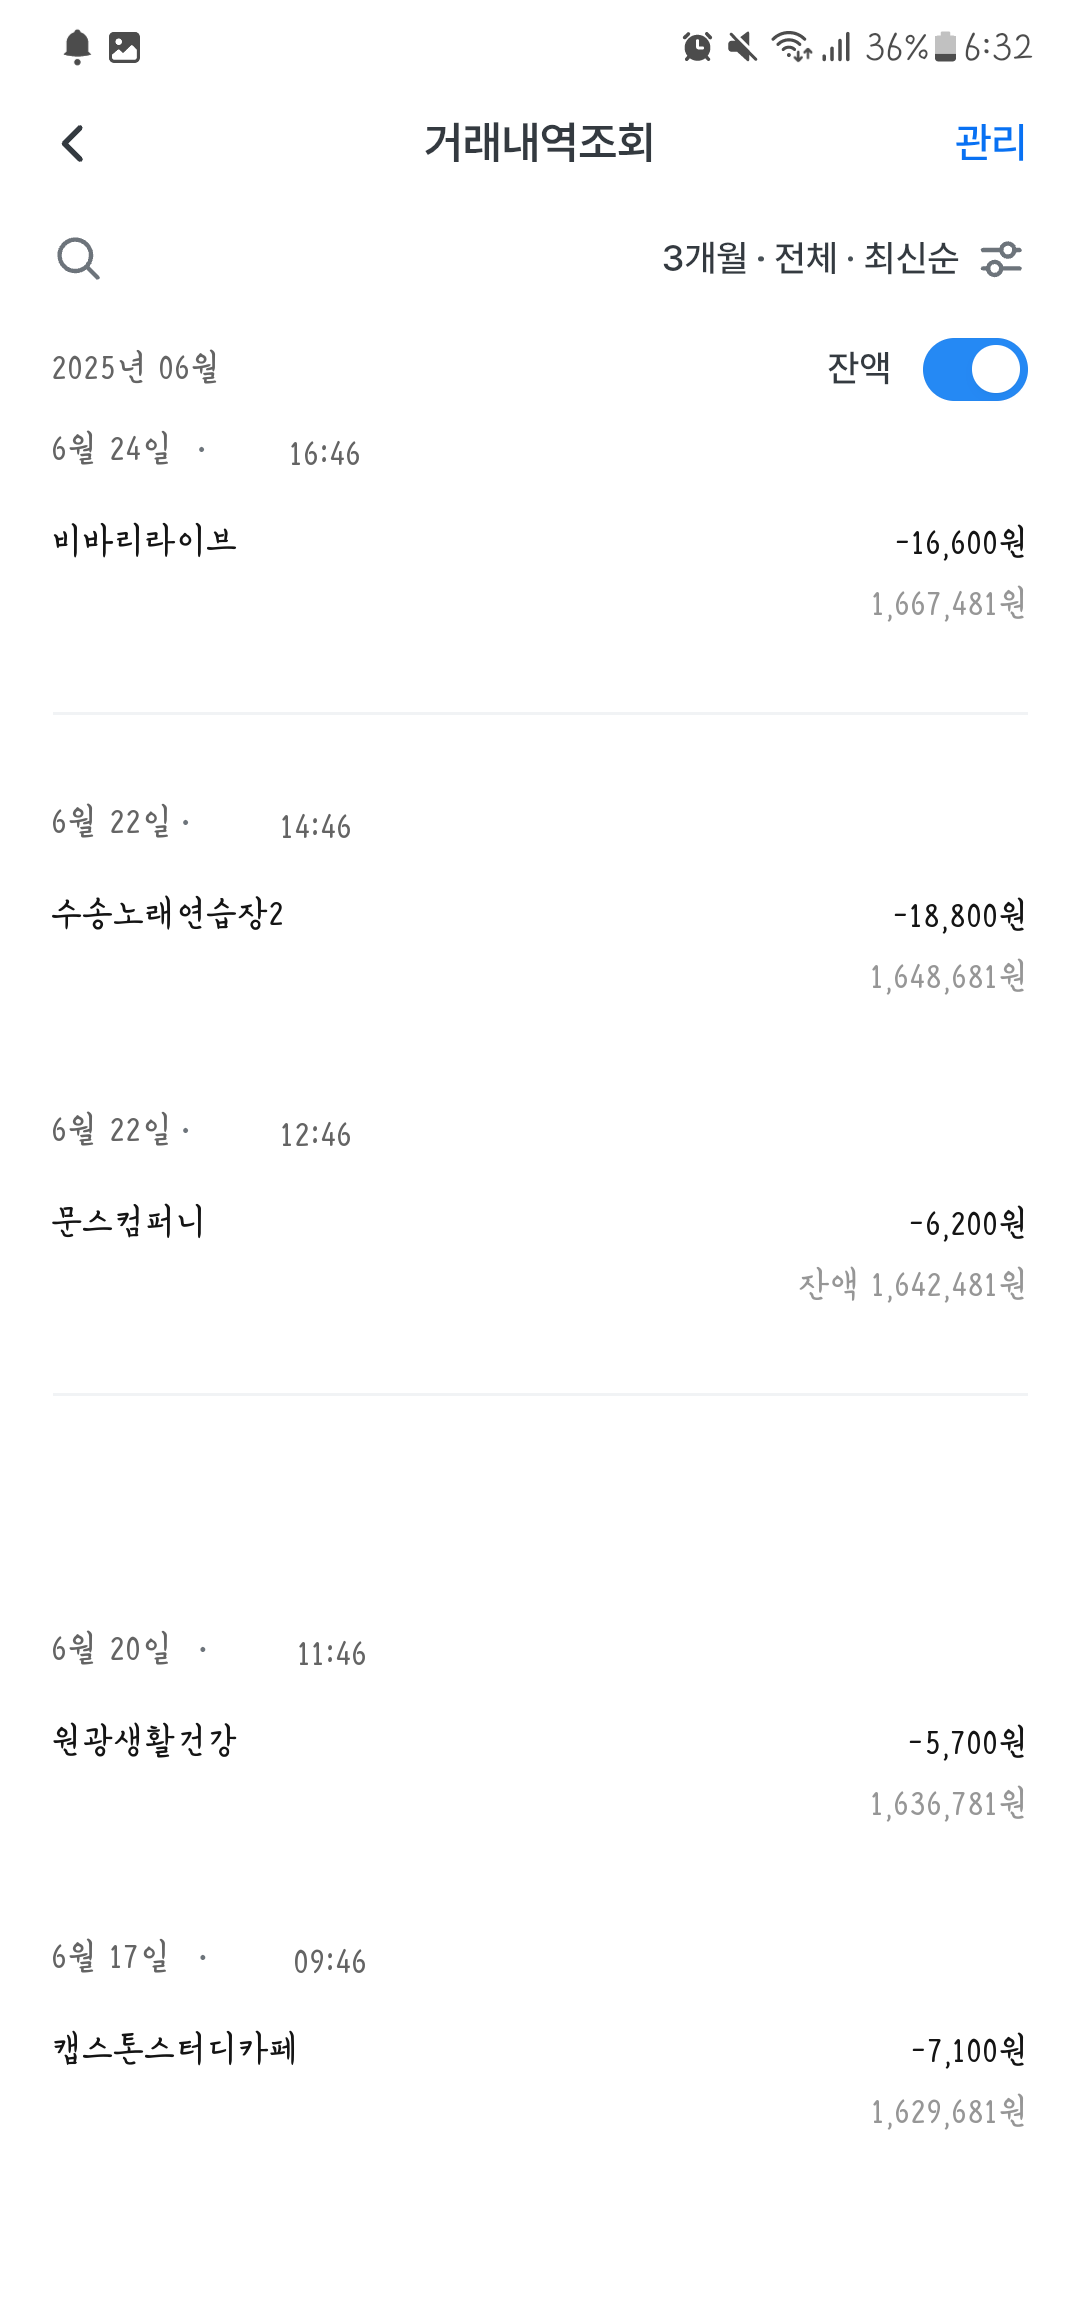 36% 6:32
거래내역조회 관리
3개월 · 전체 · 최신순
2025년 06월 잔액
6월 24일 · 16:46
비바리라이브 -16,600원
1,667,481원
6월 22일 · 14:46
수송노래연습장2 -18,800원
1,648,681원
6월 22일 · 12:46
문스컴퍼니 -6,200원
잔액 1,642,481원
6월 20일 · 11:46
원광생활건강 -5,700원
1,636,781원
6월 17일 · 09:46
캡스톤스터디카페 -7,100원
1,629,681원